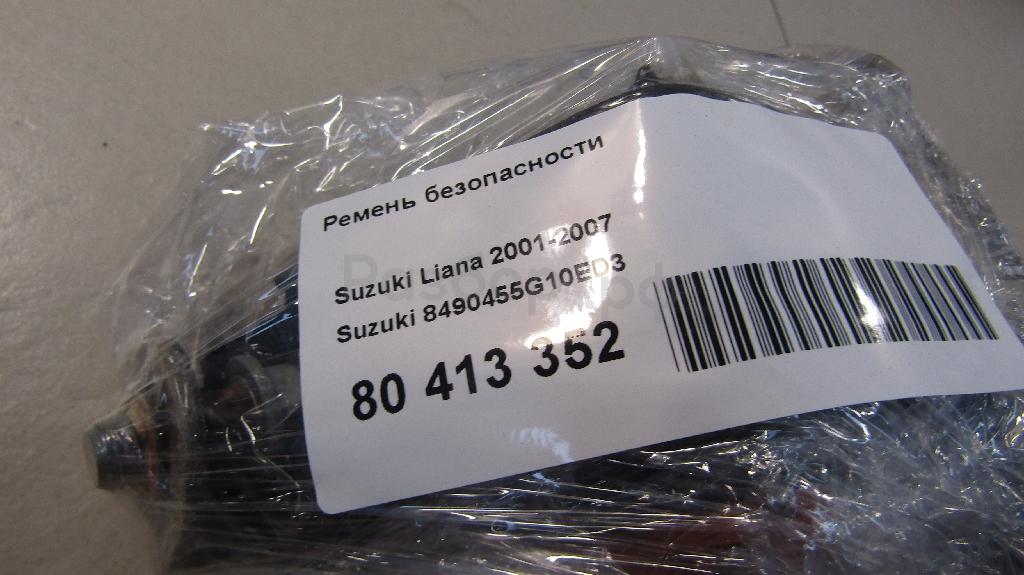 Ремень безопасности
Suzuki Liana 2001-2007
Suzuki 8490455G10ED3
80 413 352